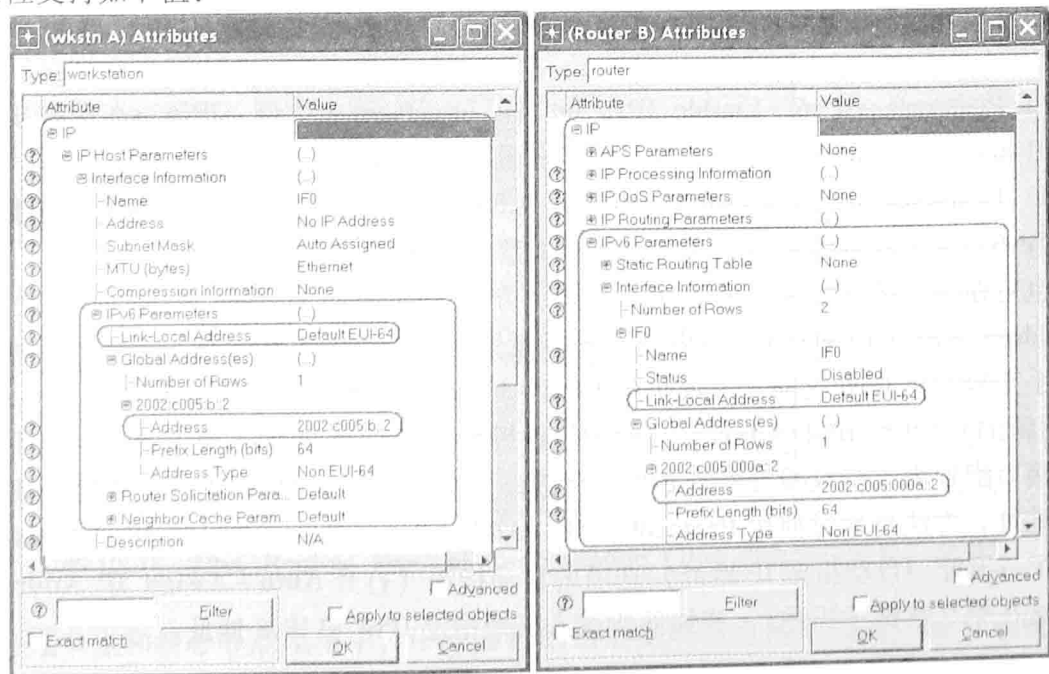 (wkstn A) Attributes
Type: workstation
Attribute Value
IP
IP Host Parameters (...)
Interface Information (...)
Name IF0
Address No IP Address
Subnet Mask Auto Assigned
MTU (bytes) Ethernet
Compression Information None
IPv6 Parameters (...)
Link-Local Address Default EUI-64
Global Address(es) (...)
Number of Rows 1
2002:c005:b::2
Address 2002:c005:b::2
Prefix Length (bits) 64
Address Type Non EUI-64
Router Solicitation Para... Default
Neighbor Cache Param... Default
Description N/A
Advanced
Filter
Apply to selected objects
Exact match
OK
Cancel
(Router B) Attributes
Type: router
Attribute Value
IP
APS Parameters None
IP Processing Information (...)
IP QoS Parameters None
IP Routing Parameters (...)
IPv6 Parameters (...)
Static Routing Table None
Interface Information (...)
Number of Rows 2
IF0
Name IF0
Status Disabled
Link-Local Address Default EUI-64
Global Address(es) (...)
Number of Rows 1
2002:c005:000a::2
Address 2002:c005:000a::2
Prefix Length (bits) 64
Address Type Non EUI-64
Advanced
Filter
Apply to selected objects
Exact match
OK
Cancel